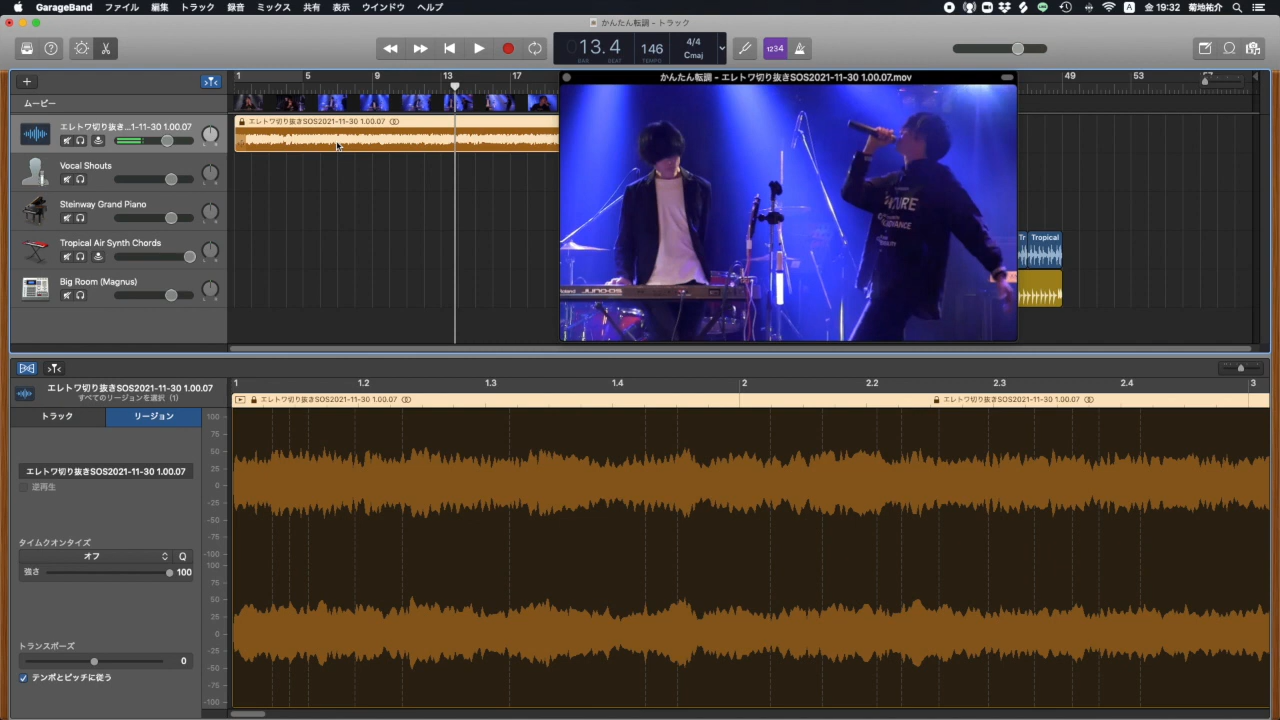 GarageBand ファイル 編集 トラック 録音 ミックス 共有 表示 ウインドウ ヘルプ
A 金 19:32 菊地祐介
かんたん転調 - トラック
13.4 146 4/4 Cmaj
BAR BEAT TEMPO
1234
1 5 9 13 17 49 53 57
かんたん転調 - エレトワ切り抜きSOS2021-11-30 1.00.07.mov
ムービー
エレトワ切り抜き...1-11-30 1.00.07
エレトワ切り抜きSOS2021-11-30 1.00.07
L R
Vocal Shouts
L R
Steinway Grand Piano
L R
Tropical Air Synth Chords
L R
Big Room (Magnus)
L R
Tr Tropical
Roland JUNO-DS
エレトワ切り抜きSOS2021-11-30 1.00.07
すべてのリージョンを選択 (1)
1 1.2 1.3 1.4 2 2.2 2.3 2.4 3
エレトワ切り抜きSOS2021-11-30 1.00.07 エレトワ切り抜きSOS2021-11-30 1.00.07
トラック リージョン
エレトワ切り抜きSOS2021-11-30 1.00.07
逆再生
タイムクオンタイズ
オフ Q
強さ 100
トランスポーズ
0
テンポとピッチに従う
100
75
50
25
0
-25
-50
-75
-100
100
75
50
25
0
-25
-50
-75
-100